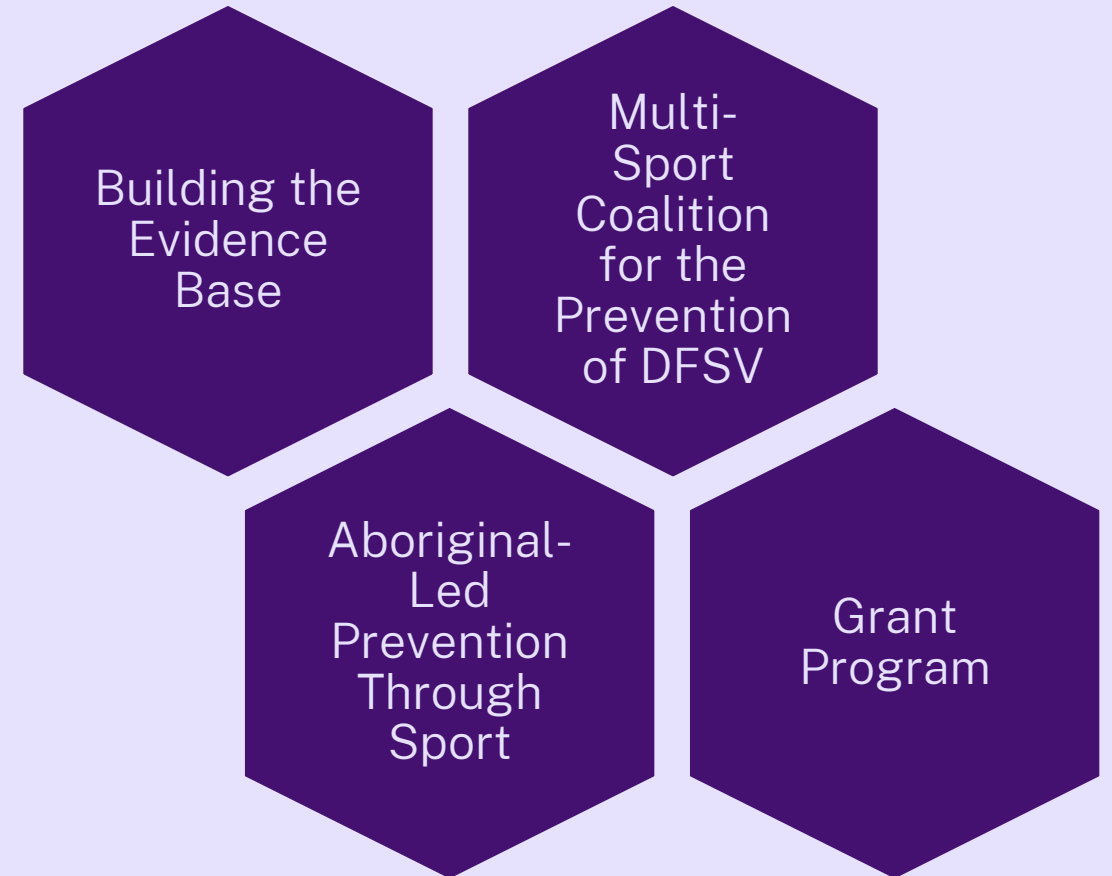 Building the
Evidence
Base
Multi-
Sport
Coalition
for the
Prevention
of DFSV
Aboriginal-
Led
Prevention
Through
Sport
Grant
Program